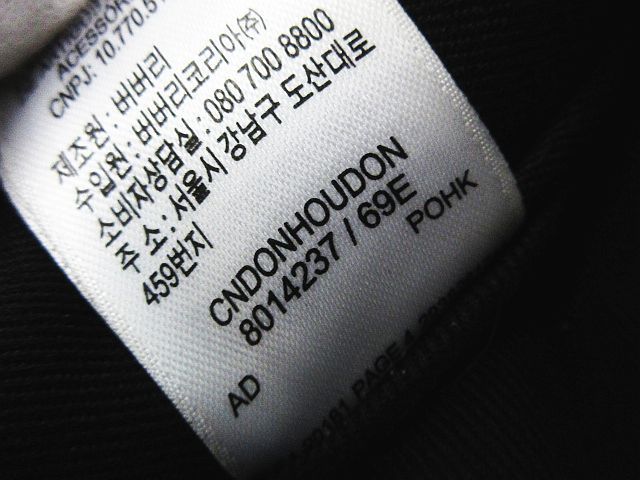 ACESSOR
CNPJ: 10.770.5
제조원 : 버버리
수입원 : 버버리코리아(주)
소비자상담실 : 080 700 8800
주 소 : 서울시 강남구 도산대로
459번지
CNDONHOUDON
8014237 / 69E
POHK
AD
PAGE 4